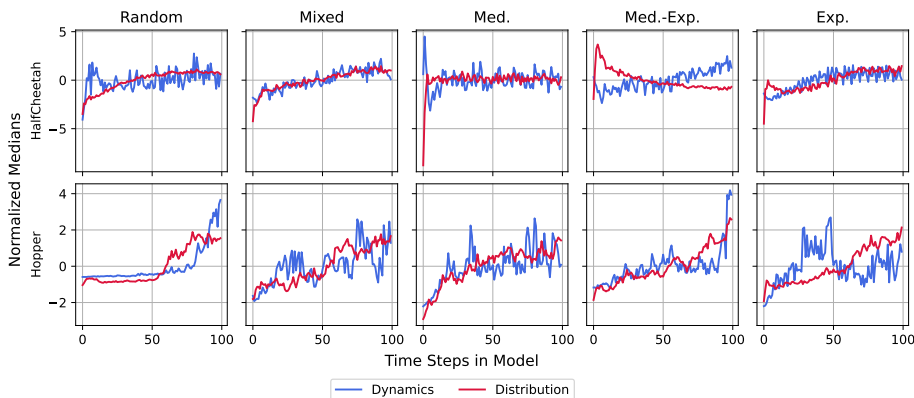 Random Mixed Med. Med.-Exp. Exp.
Normalized Medians
HalfCheetah
5
0
−5
Hopper
4
2
0
−2
0 50 100 0 50 100 0 50 100 0 50 100 0 50 100
Time Steps in Model
Dynamics Distribution